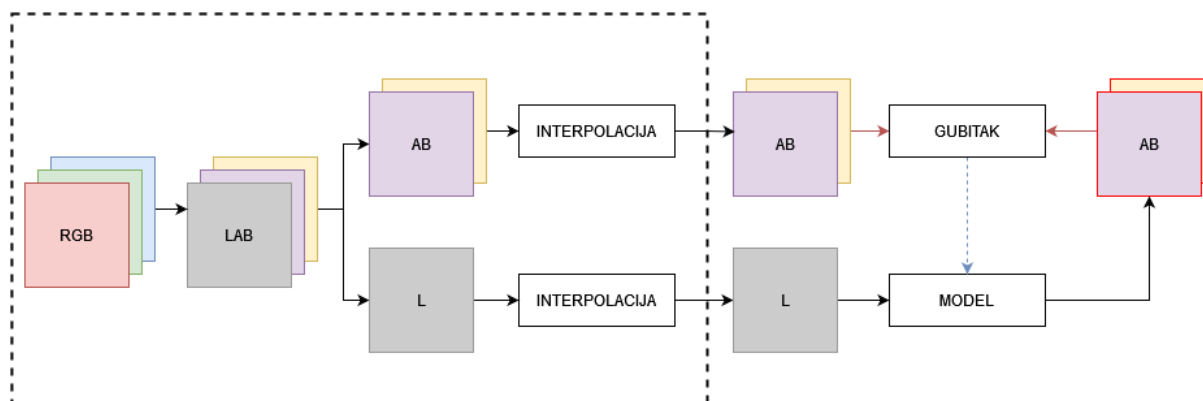 RGB
LAB
AB
INTERPOLACIJA
L
INTERPOLACIJA
AB
GUBITAK
AB
L
MODEL